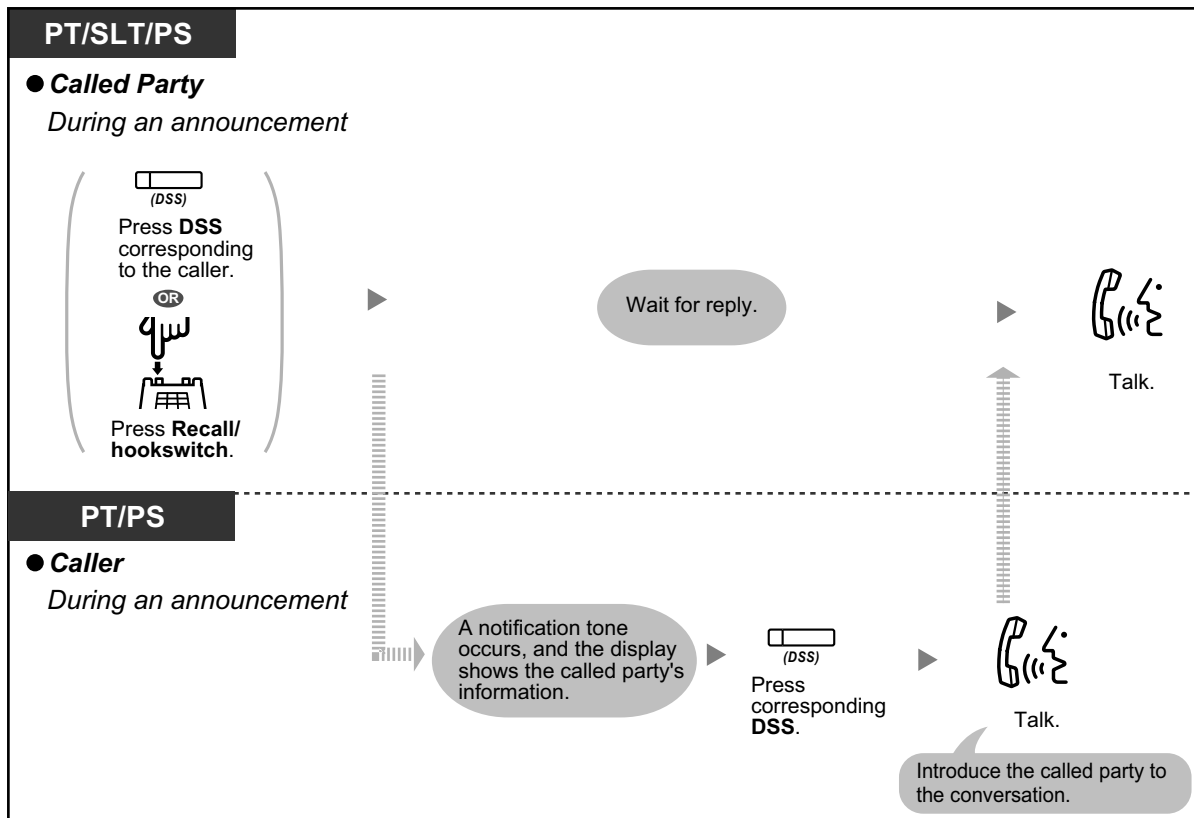 PT/SLT/PS
● Called Party
During an announcement
(DSS)
Press DSS
corresponding
to the caller.
OR
Press Recall/
hookswitch.
Wait for reply.
Talk.
PT/PS
● Caller
During an announcement
A notification tone
occurs, and the display
shows the called party's
information.
(DSS)
Press
corresponding
DSS.
Talk.
Introduce the called party to
the conversation.